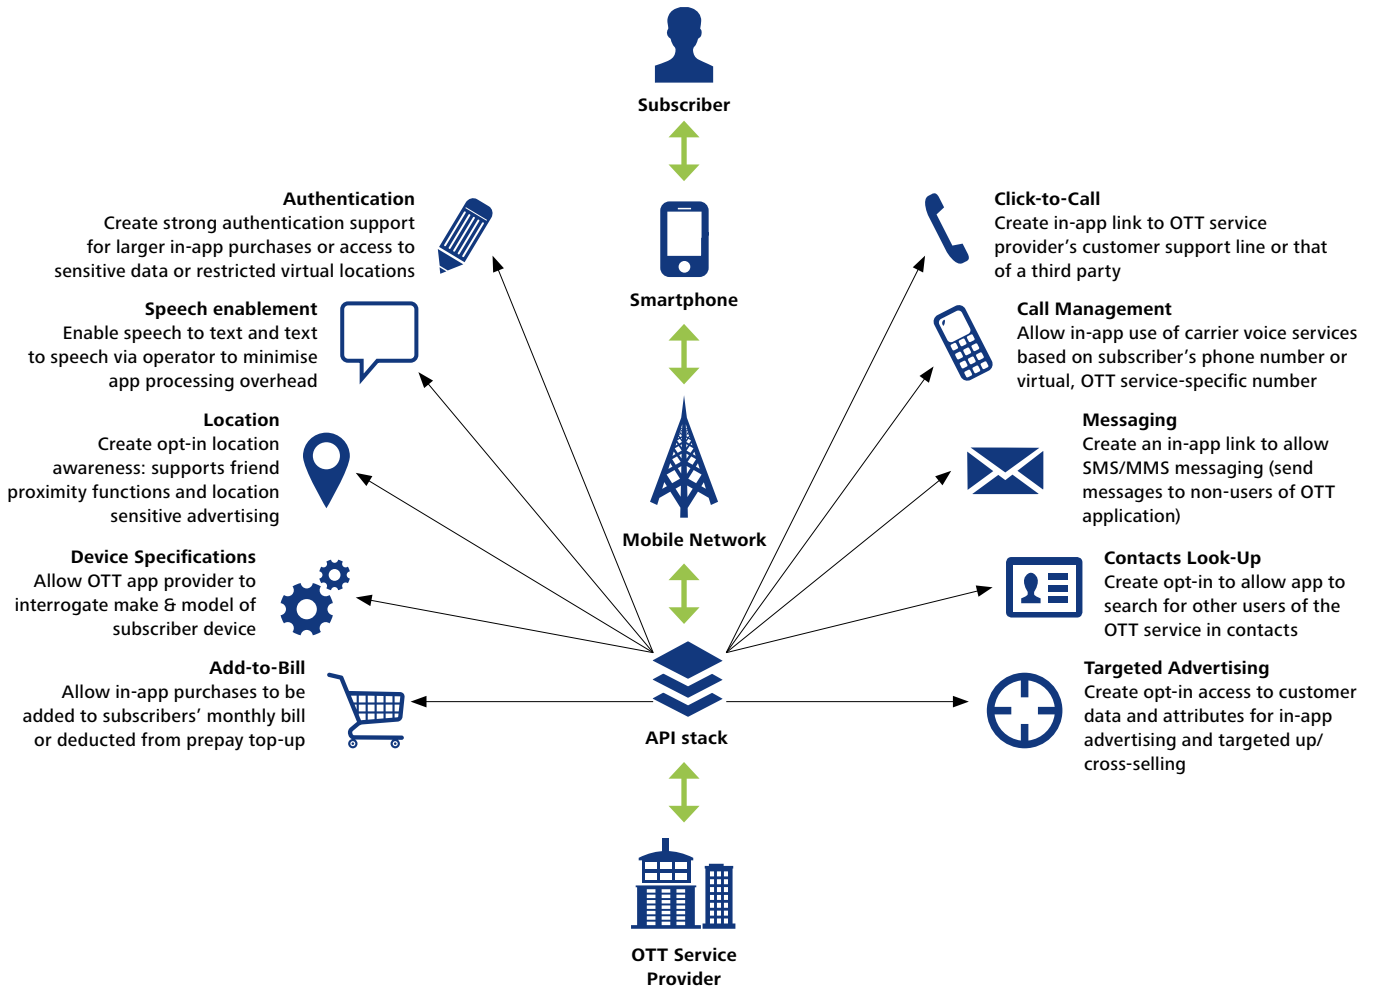 Subscriber
Smartphone
Mobile Network
API stack
OTT Service
Provider
Authentication
Create strong authentication support
for larger in-app purchases or access to
sensitive data or restricted virtual locations
Speech enablement
Enable speech to text and text
to speech via operator to minimise
app processing overhead
Location
Create opt-in location
awareness: supports friend
proximity functions and location
sensitive advertising
Device Specifications
Allow OTT app provider to
interrogate make & model of
subscriber device
Add-to-Bill
Allow in-app purchases to be
added to subscribers’ monthly bill
or deducted from prepay top-up
Click-to-Call
Create in-app link to OTT service
provider’s customer support line or that
of a third party
Call Management
Allow in-app use of carrier voice services
based on subscriber’s phone number or
virtual, OTT service-specific number
Messaging
Create an in-app link to allow
SMS/MMS messaging (send
messages to non-users of OTT
application)
Contacts Look-Up
Create opt-in to allow app to
search for other users of the
OTT service in contacts
Targeted Advertising
Create opt-in access to customer
data and attributes for in-app
advertising and targeted up/
cross-selling